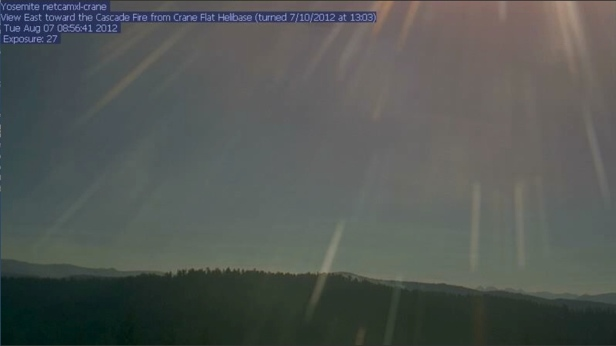 Yosemite netcamxl-crane
View East toward the Cascade Fire from Crane Flat Helibase (turned 7/10/2012 at 13:03)
Tue Aug 07 08:56:41 2012
Exposure: 27